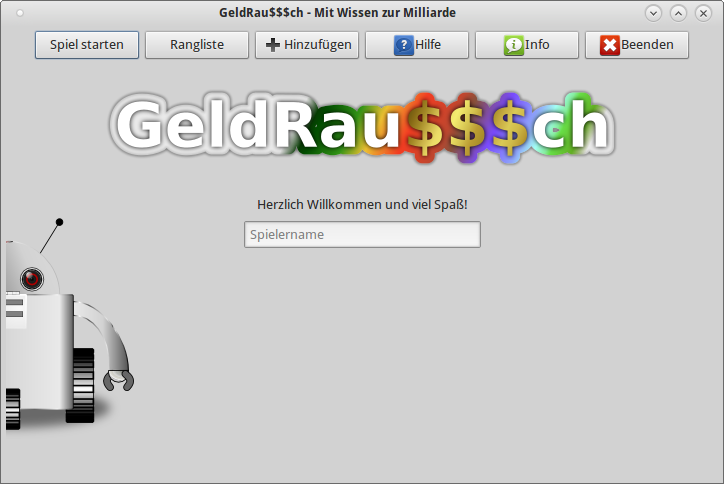 GeldRau$$$ch - Mit Wissen zur Milliarde
Spiel starten Rangliste Hinzufügen Hilfe Info Beenden
GeldRau$$$ch
Herzlich Willkommen und viel Spaß!
Spielername